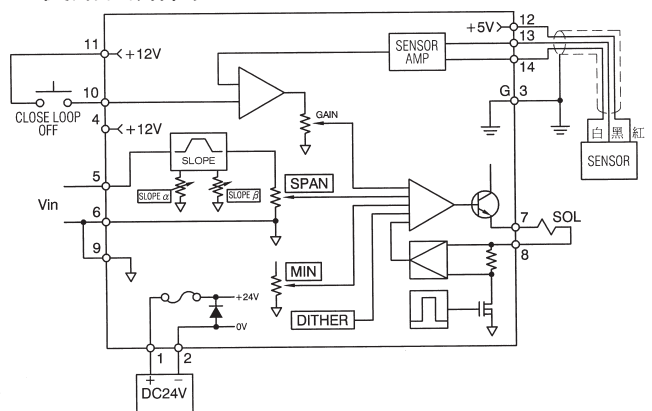 +5V
12
13
14
SENSOR
AMP
11
+12V
10
CLOSE LOOP
OFF
4
+12V
GAIN
G
3
白
黑
紅
SENSOR
SLOPE
5
SLOPE α
SLOPE β
SPAN
Vin
6
7
SOL
8
9
MIN
+24V
DITHER
0V
1
2
+
−
DC24V